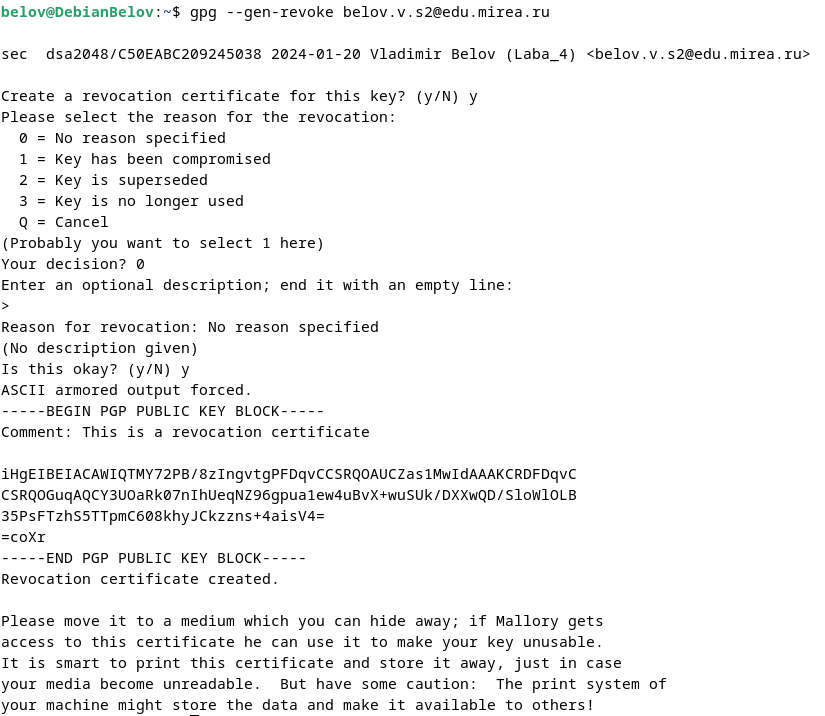 belov@DebianBelov:~$ gpg --gen-revoke belov.v.s2@edu.mirea.ru

sec  dsa2048/C50EABC209245038 2024-01-20 Vladimir Belov (Laba_4) <belov.v.s2@edu.mirea.ru>

Create a revocation certificate for this key? (y/N) y
Please select the reason for the revocation:
  0 = No reason specified
  1 = Key has been compromised
  2 = Key is superseded
  3 = Key is no longer used
  Q = Cancel
(Probably you want to select 1 here)
Your decision? 0
Enter an optional description; end it with an empty line:
>
Reason for revocation: No reason specified
(No description given)
Is this okay? (y/N) y
ASCII armored output forced.
-----BEGIN PGP PUBLIC KEY BLOCK-----
Comment: This is a revocation certificate

iHgEIBEIACAWIQTMY72PB/8zIngvtgPFDqvCCSRQOAUCZas1MwIdAAAKCRDFDqvC
CSRQOGuqAQCY3UOaRk07nIhUeqNZ96gpua1ew4uBvX+wuSUk/DXXwQD/SloWlOLB
35PsFTzhS5TTpmC608khyJCkzzns+4aisV4=
=coXr
-----END PGP PUBLIC KEY BLOCK-----
Revocation certificate created.

Please move it to a medium which you can hide away; if Mallory gets
access to this certificate he can use it to make your key unusable.
It is smart to print this certificate and store it away, just in case
your media become unreadable.  But have some caution:  The print system of
your machine might store the data and make it available to others!